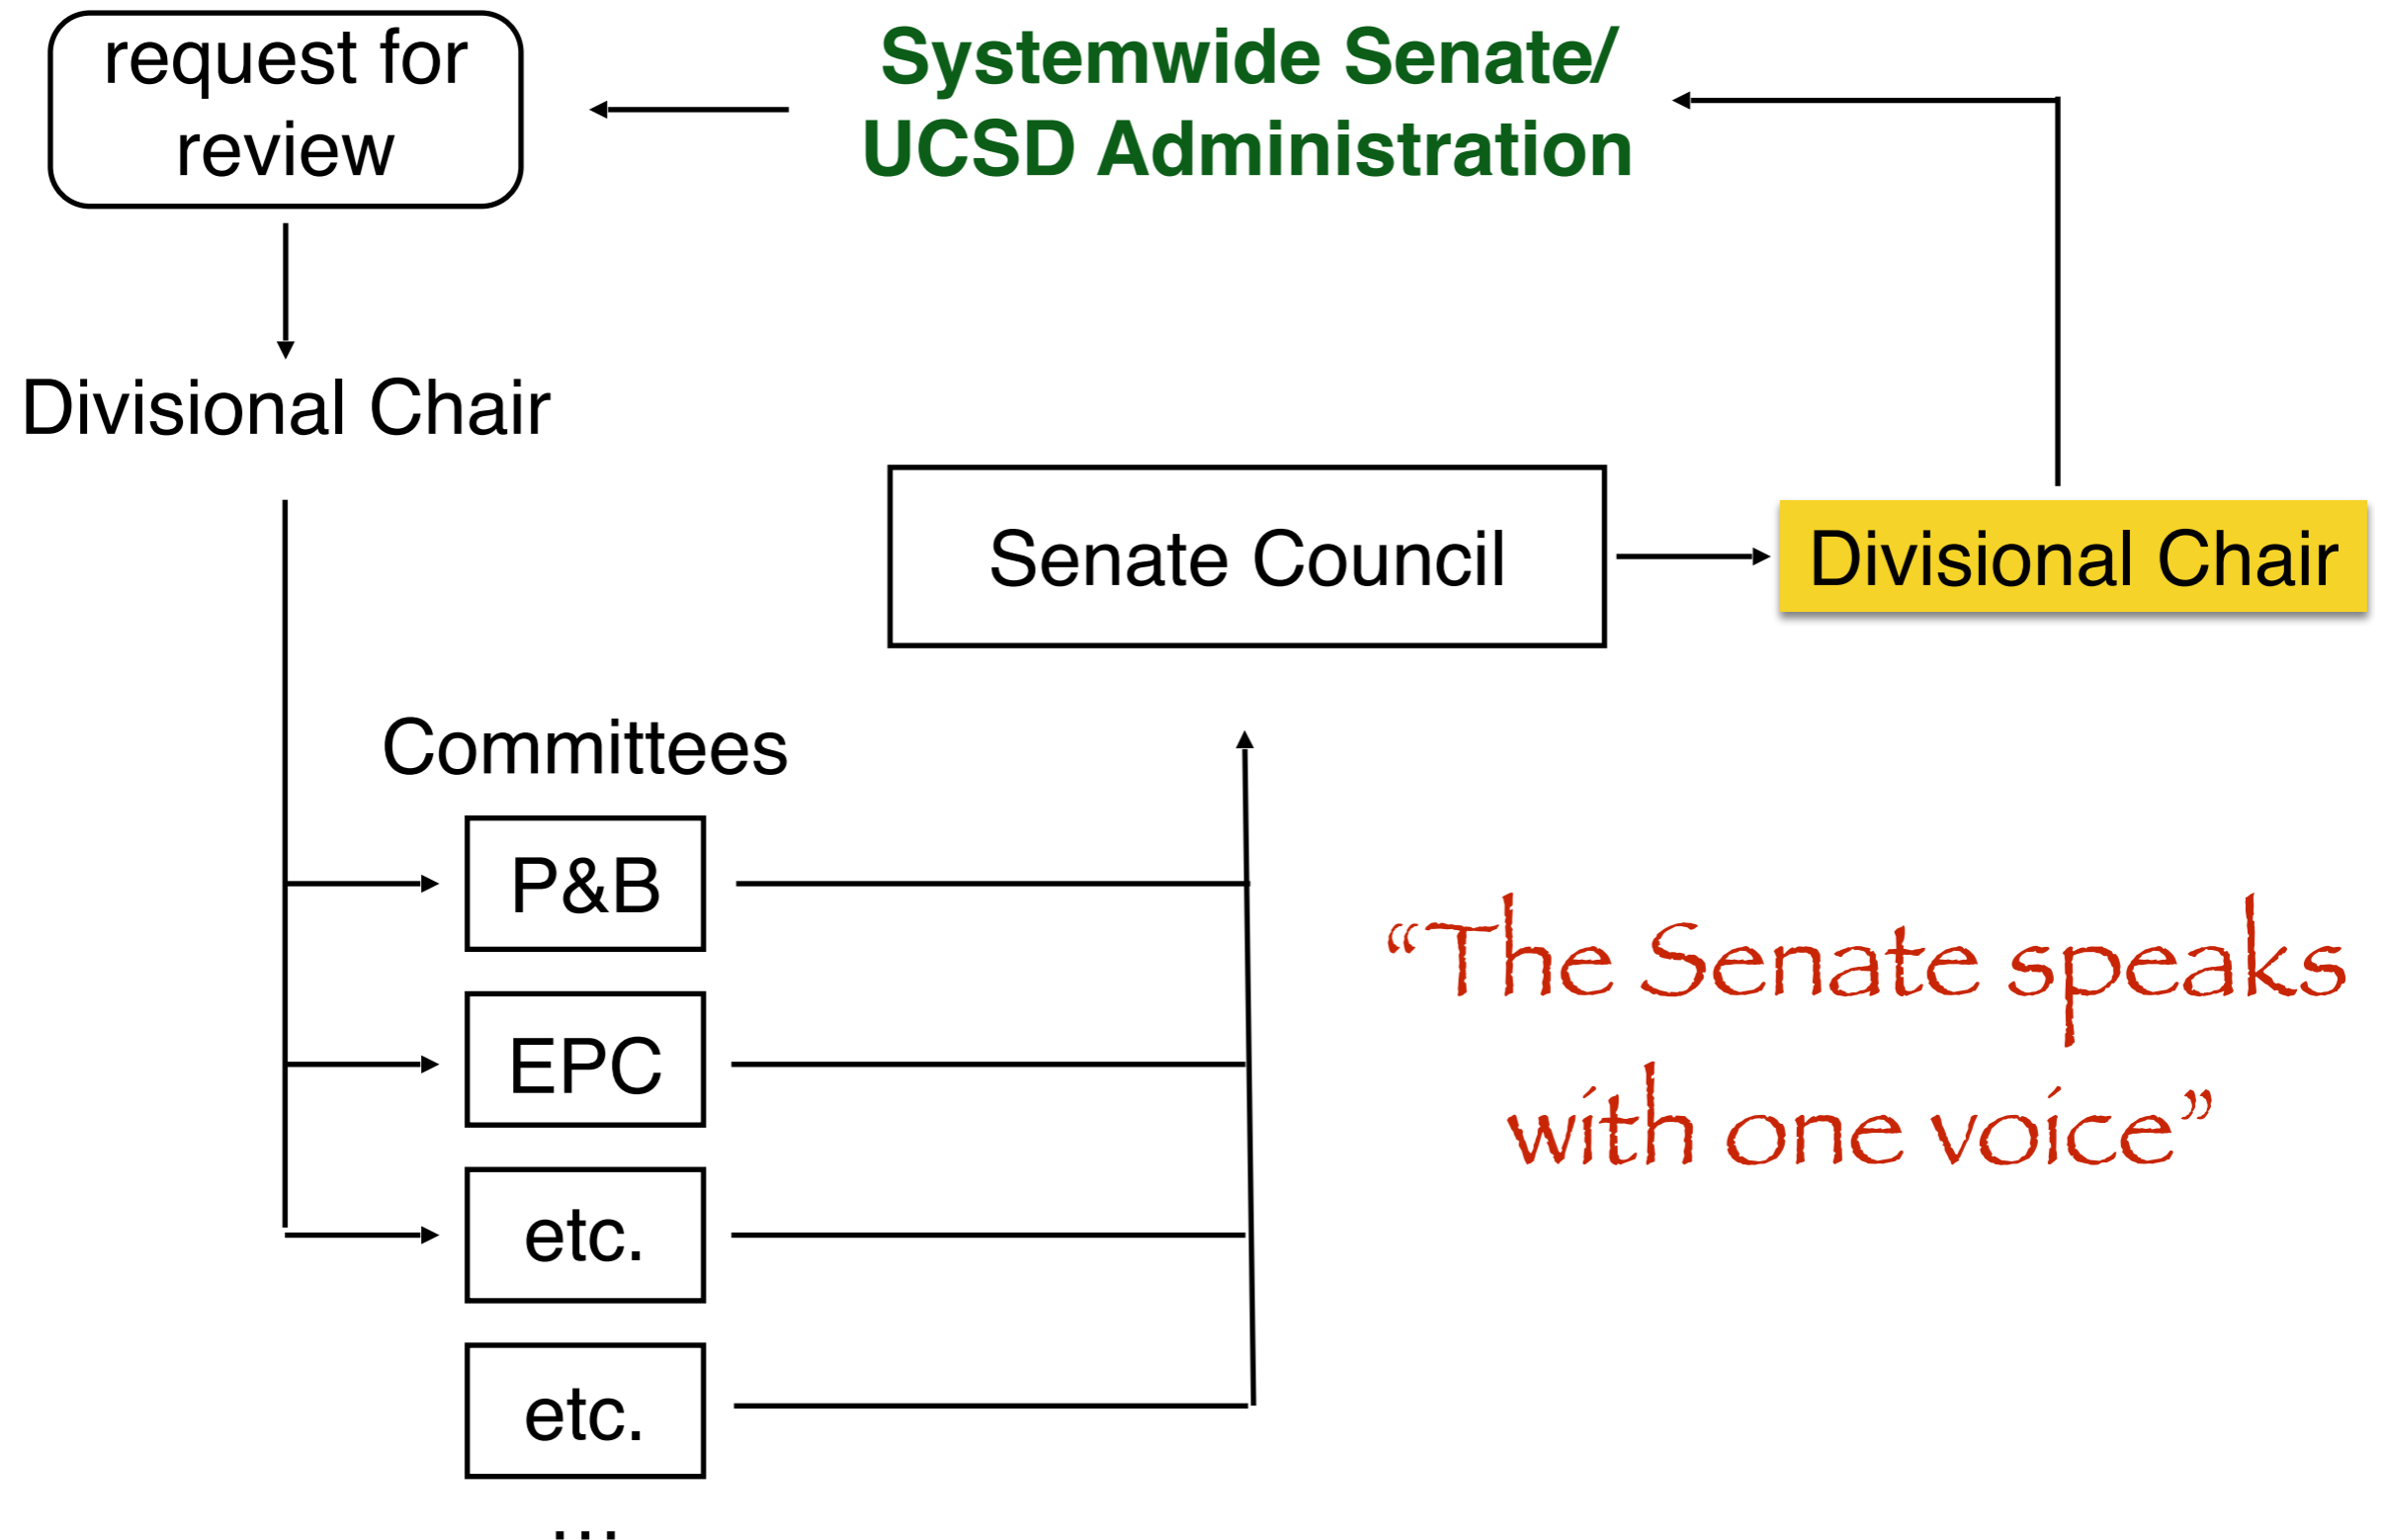 request for
review
Systemwide Senate/
UCSD Administration
Divisional Chair
Senate Council
Divisional Chair
Committees
P&B
EPC
etc.
etc.
...
“The Senate speaks
with one voice”